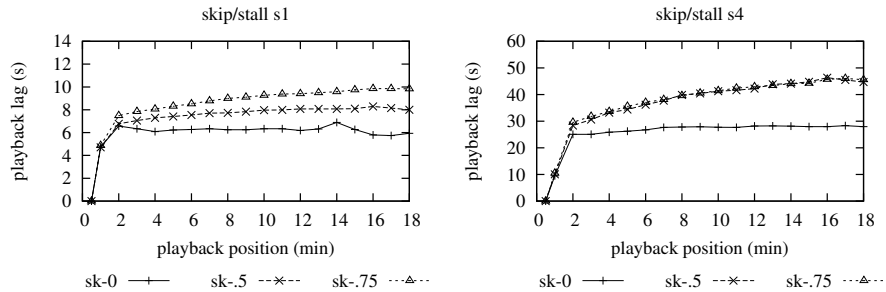 skip/stall s1
14
12
10
8
6
4
2
0
playback lag (s)
0 2 4 6 8 10 12 14 16 18
playback position (min)
sk-0 sk-.5 sk-.75
skip/stall s4
60
50
40
30
20
10
0
playback lag (s)
0 2 4 6 8 10 12 14 16 18
playback position (min)
sk-0 sk-.5 sk-.75